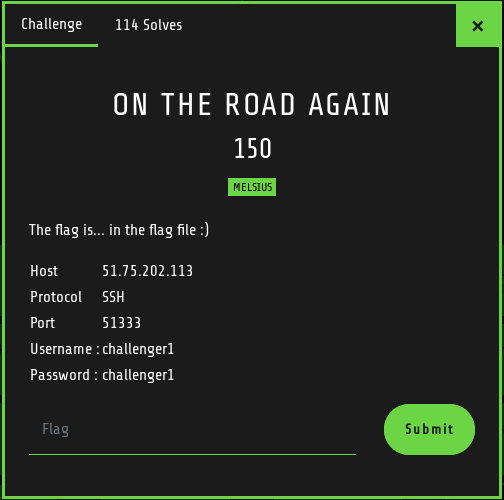 Challenge 114 Solves ×
ON THE ROAD AGAIN
150
MELSIUS
The flag is... in the flag file :)
Host 51.75.202.113
Protocol SSH
Port 51333
Username : challenger1
Password : challenger1
Flag Submit